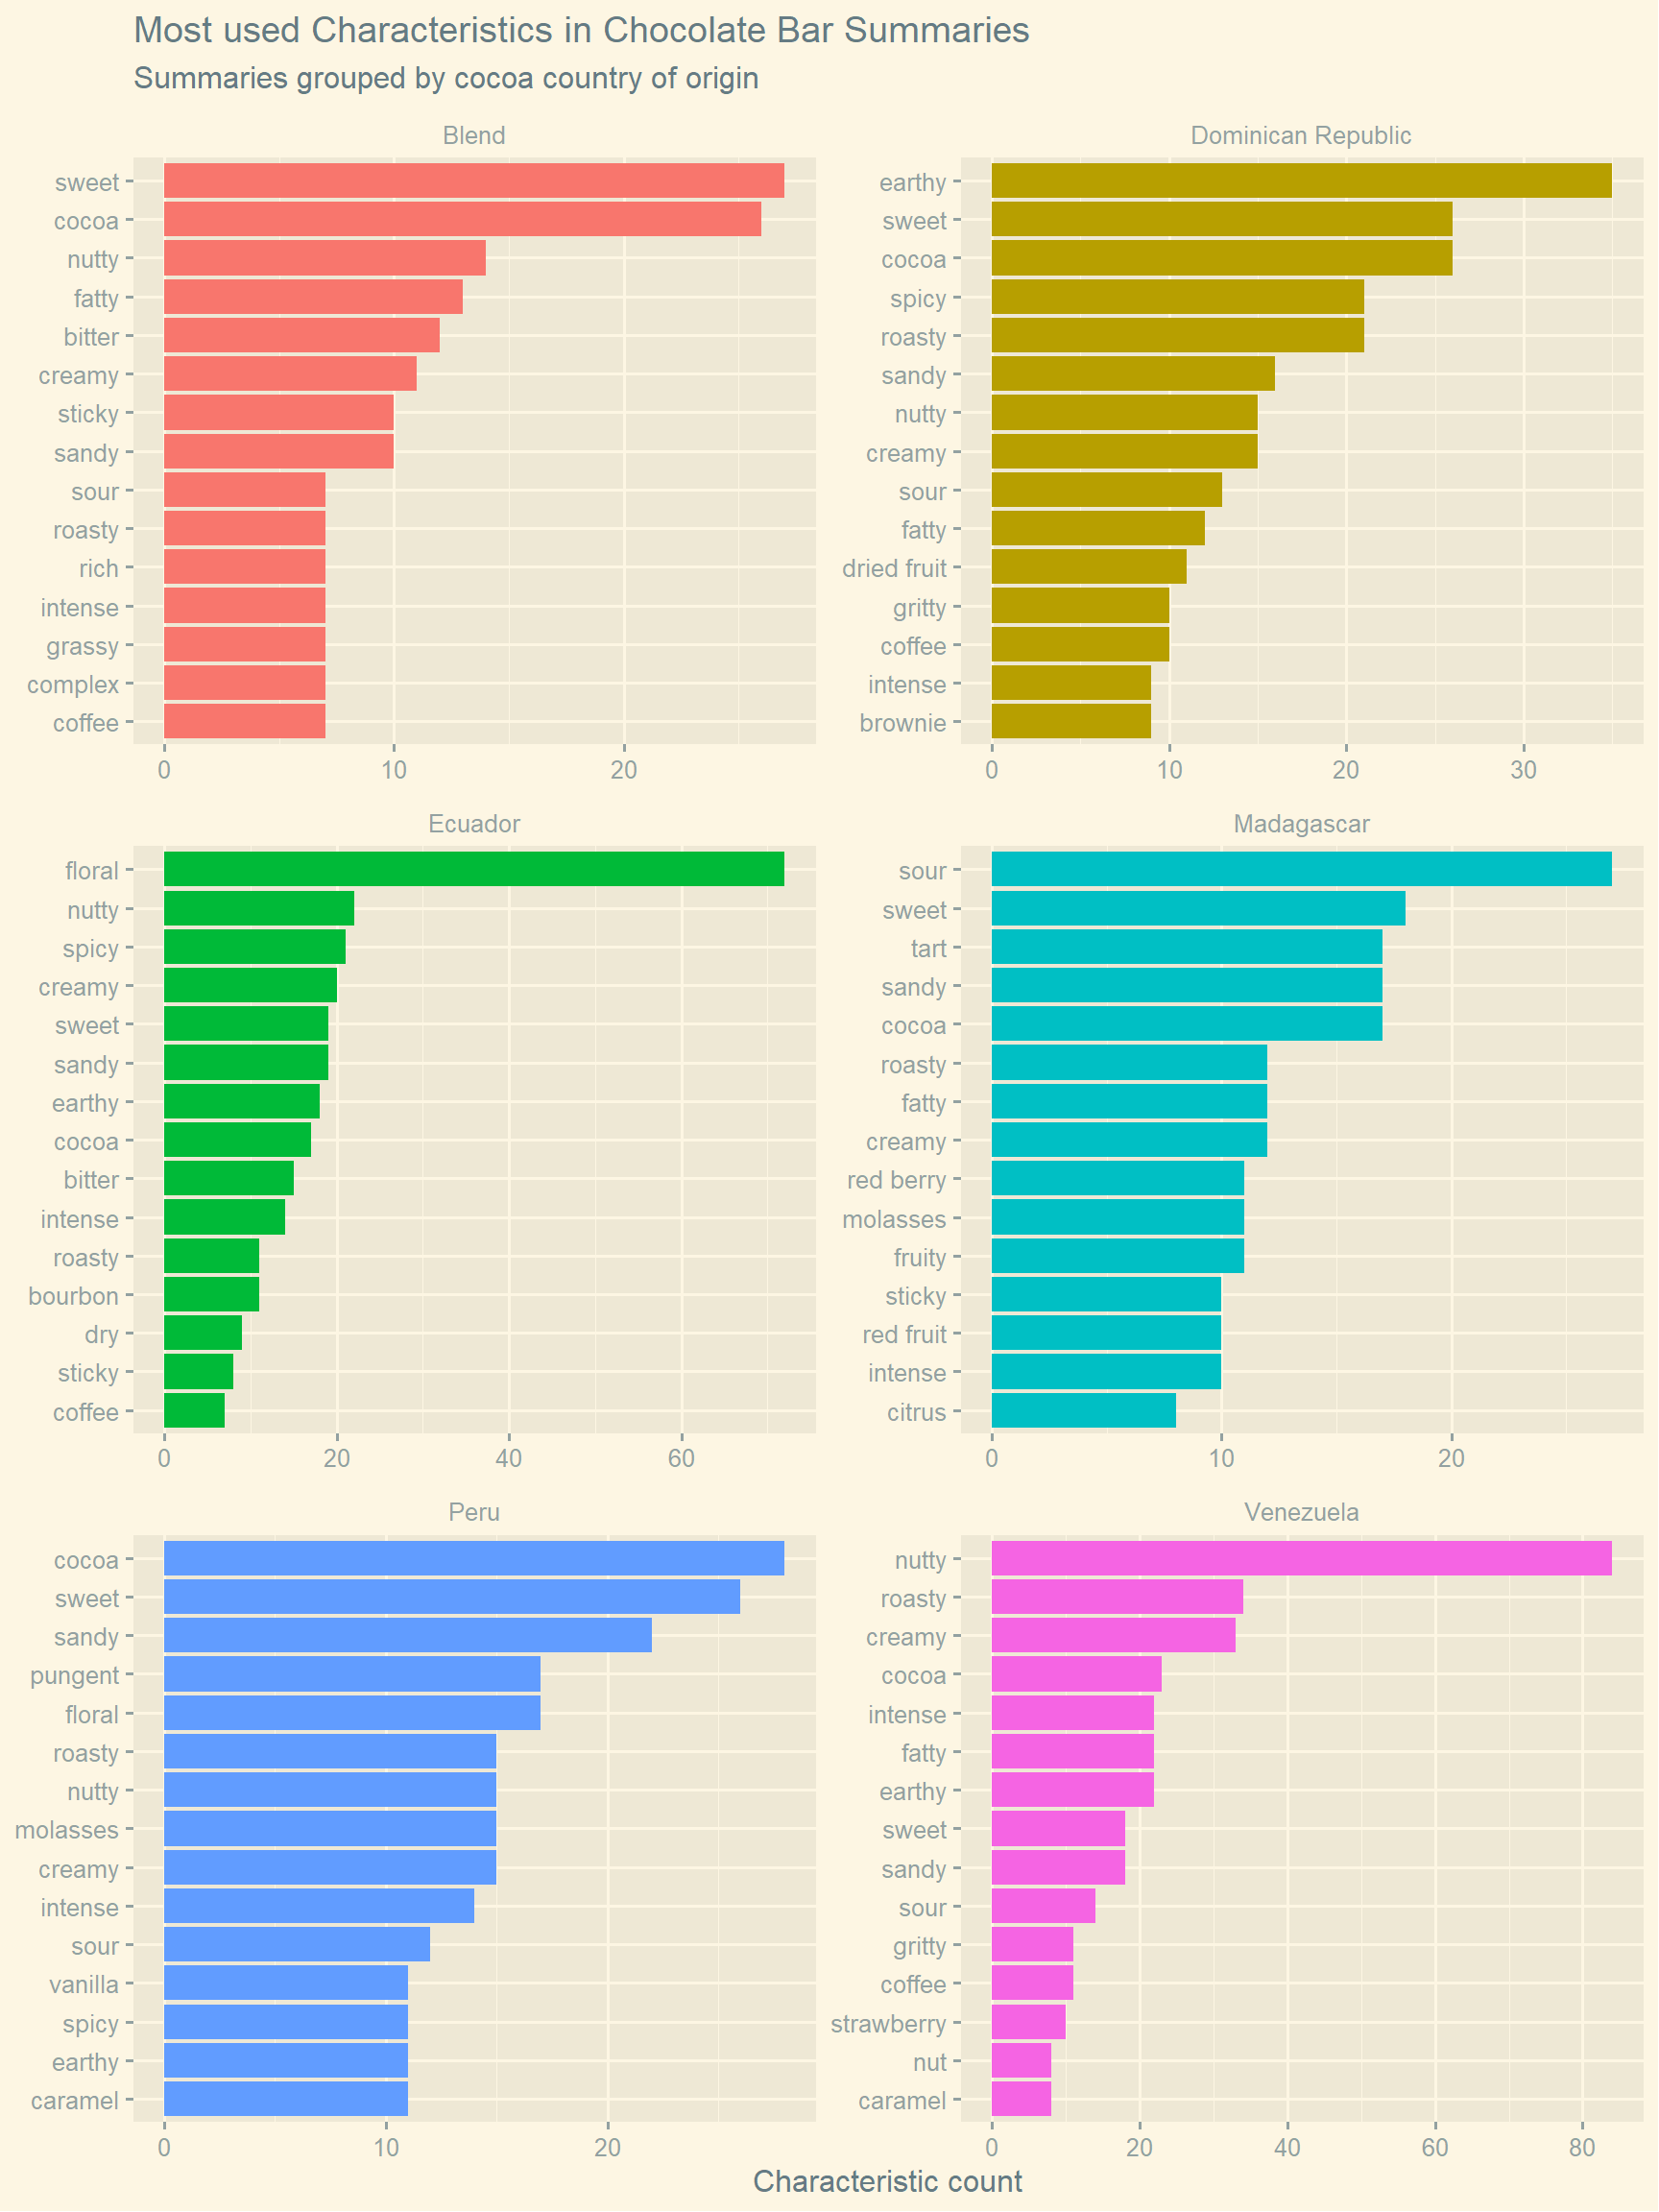 Most used Characteristics in Chocolate Bar Summaries
Summaries grouped by cocoa country of origin
Blend
sweet
cocoa
nutty
fatty
bitter
creamy
sticky
sandy
sour
roasty
rich
intense
grassy
complex
coffee
0 10 20
Dominican Republic
earthy
sweet
cocoa
spicy
roasty
sandy
nutty
creamy
sour
fatty
dried fruit
gritty
coffee
intense
brownie
0 10 20 30
Ecuador
floral
nutty
spicy
creamy
sweet
sandy
earthy
cocoa
bitter
intense
roasty
bourbon
dry
sticky
coffee
0 20 40 60
Madagascar
sour
sweet
tart
sandy
cocoa
roasty
fatty
creamy
red berry
molasses
fruity
sticky
red fruit
intense
citrus
0 10 20
Peru
cocoa
sweet
sandy
pungent
floral
roasty
nutty
molasses
creamy
intense
sour
vanilla
spicy
earthy
caramel
0 10 20
Venezuela
nutty
roasty
creamy
cocoa
intense
fatty
earthy
sweet
sandy
sour
gritty
coffee
strawberry
nut
caramel
0 20 40 60 80
Characteristic count